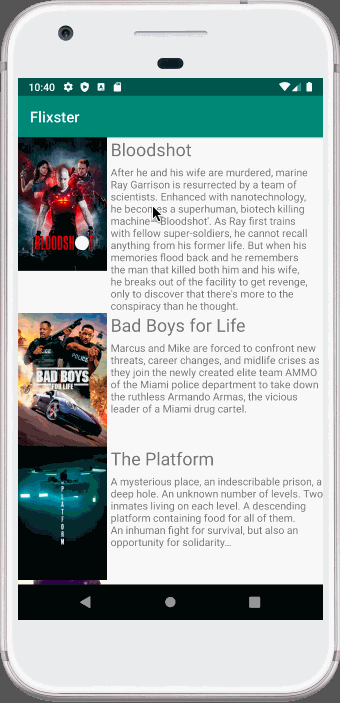 10:40
Flixster
Bloodshot
After he and his wife are murdered, marine
Ray Garrison is resurrected by a team of
scientists. Enhanced with nanotechnology,
he becomes a superhuman, biotech killing
machine—'Bloodshot'. As Ray first trains
with fellow super-soldiers, he cannot recall
anything from his former life. But when his
memories flood back and he remembers
the man that killed both him and his wife,
he breaks out of the facility to get revenge,
only to discover that there's more to the
conspiracy than he thought.
BLOODSHOT
Bad Boys for Life
Marcus and Mike are forced to confront new
threats, career changes, and midlife crises as
they join the newly created elite team AMMO
of the Miami police department to take down
the ruthless Armando Armas, the vicious
leader of a Miami drug cartel.
POLICE
BAD BOYS
FOR LIFE
The Platform
A mysterious place, an indescribable prison, a
deep hole. An unknown number of levels. Two
inmates living on each level. A descending
platform containing food for all of them.
An inhuman fight for survival, but also an
opportunity for solidarity…
PLATFORM